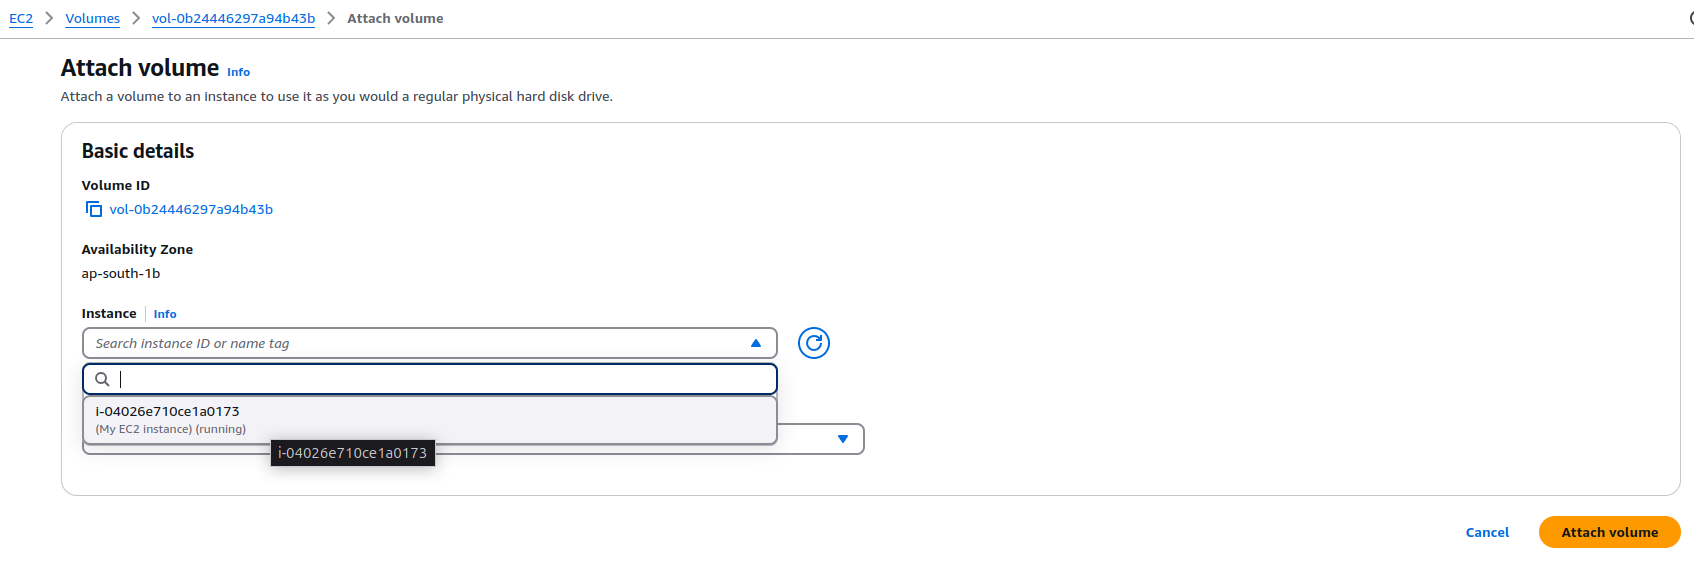 EC2 > Volumes > vol-0b24446297a94b43b > Attach volume
Attach volume Info
Attach a volume to an instance to use it as you would a regular physical hard disk drive.
Basic details
Volume ID
vol-0b24446297a94b43b
Availability Zone
ap-south-1b
Instance | Info
Search instance ID or name tag
i-04026e710ce1a0173
(My EC2 instance) (running)
i-04026e710ce1a0173
Cancel Attach volume